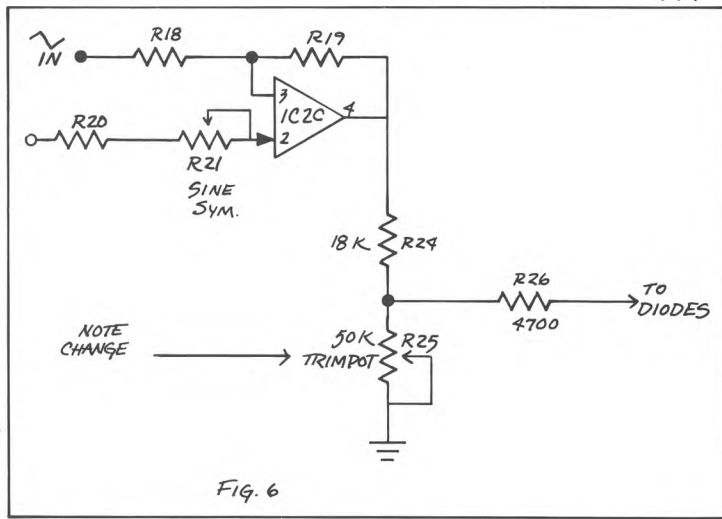 R18
R19
IN
3
IC2C
4
2
R20
R21
SINE
SYM.
18K R24
R26
4700
TO
DIODES
NOTE
CHANGE
50K R25
TRIMPOT
FIG. 6